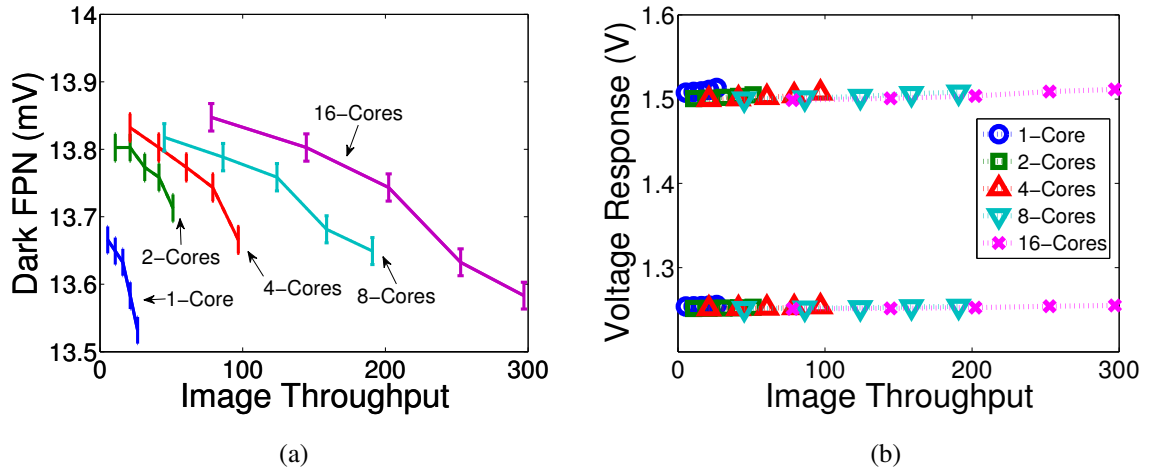 14
13.9
13.8
13.7
13.6
13.5
0
100
200
300
Dark FPN (mV)
Image Throughput
16-Cores
2-Cores
4-Cores
8-Cores
1-Core
(a)
1.6
1.5
1.4
1.3
0
100
200
300
Voltage Response (V)
Image Throughput
1-Core
2-Cores
4-Cores
8-Cores
16-Cores
(b)